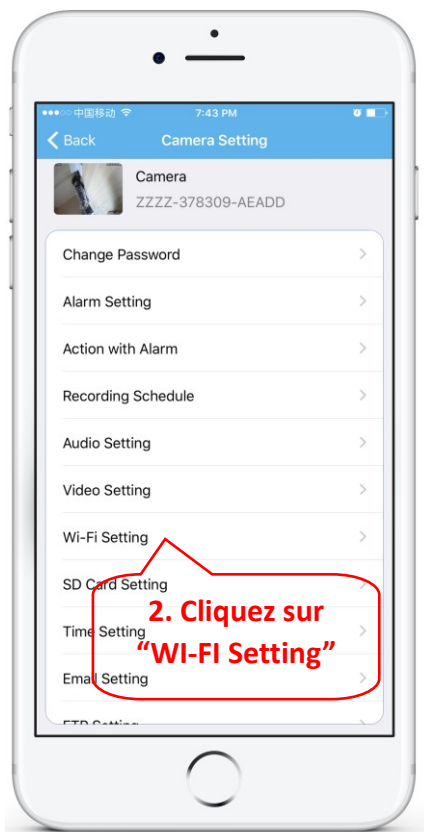 中国移动 7:43 PM
Back Camera Setting
Camera
ZZZZ-378309-AEADD
Change Password
Alarm Setting
Action with Alarm
Recording Schedule
Audio Setting
Video Setting
Wi-Fi Setting
SD Card Setting
2. Cliquez sur
Time Setting
“WI-FI Setting”
Email Setting
FTP Setting